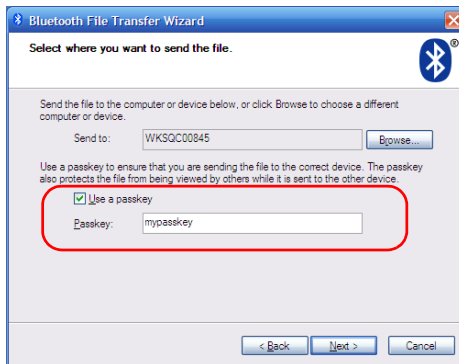 Bluetooth File Transfer Wizard
Select where you want to send the file.
®
Send the file to the computer or device below, or click Browse to choose a different
computer or device.
Send to: WKSQC00845 Browse...
Use a passkey to ensure that you are sending the file to the correct device. The passkey
also protects the file from being viewed by others while it is sent to the other device.
Use a passkey
Passkey: mypasskey
< Back Next > Cancel